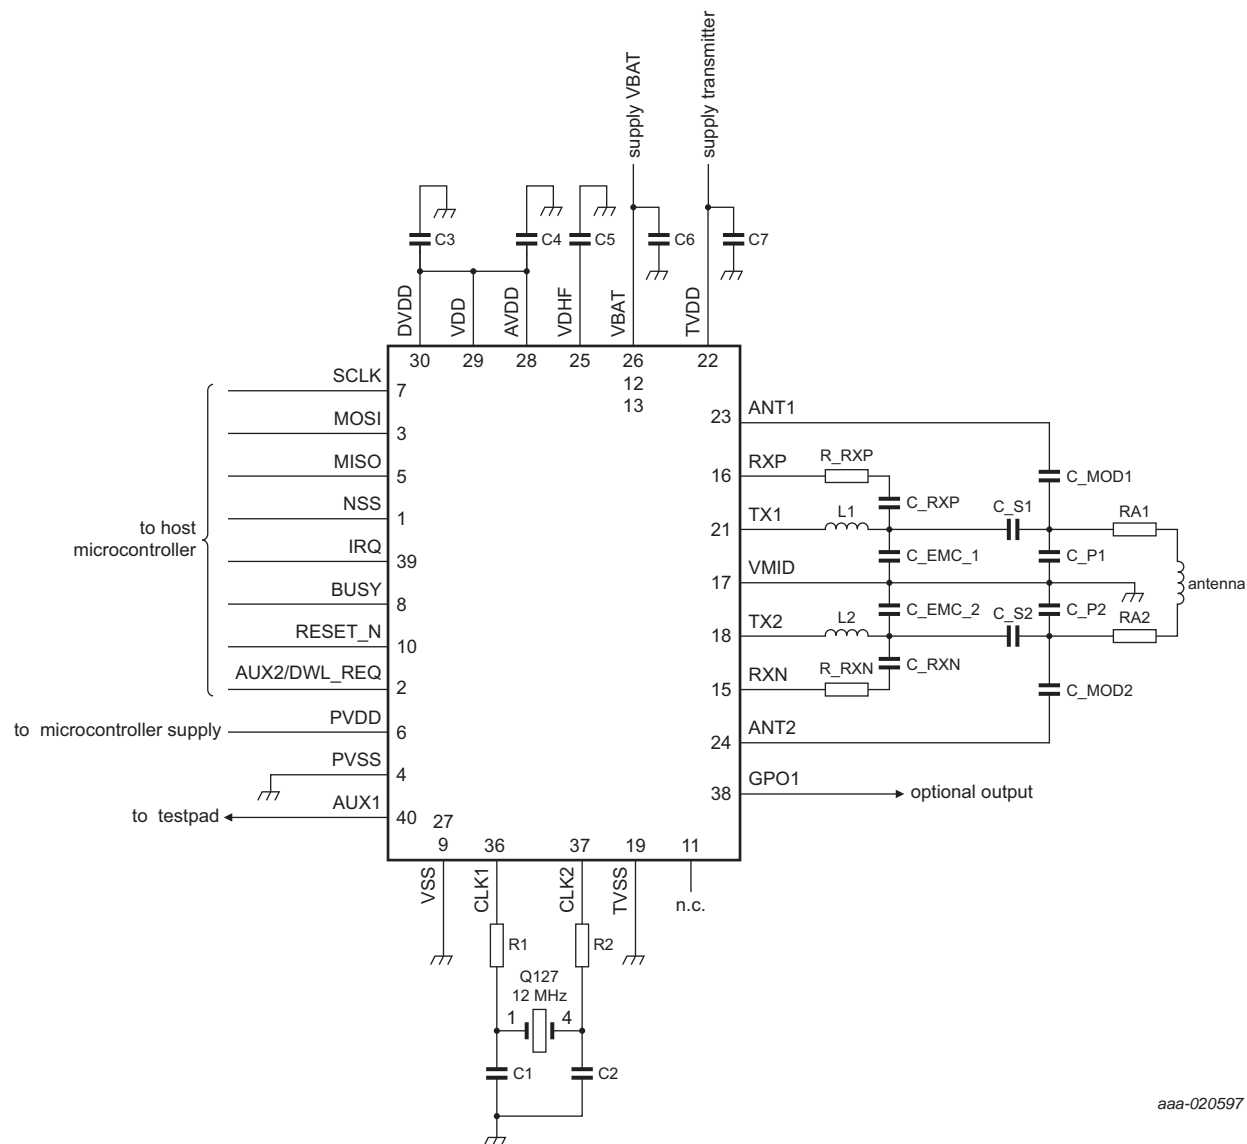 supply VBAT
supply transmitter
C3
C4
C5
C6
C7
DVDD
VDD
AVDD
VDHF
VBAT
TVDD
30
29
28
25
26
22
12
13
SCLK
7
MOSI
3
MISO
5
NSS
1
IRQ
39
BUSY
8
RESET_N
10
AUX2/DWL_REQ
2
to host
microcontroller
to microcontroller supply
PVDD
6
PVSS
4
to testpad
AUX1
40
23
ANT1
16
RXP
R_RXP
C_MOD1
C_RXP
21
TX1
L1
C_S1
RA1
C_EMC_1
C_P1
17
VMID
antenna
C_EMC_2
C_P2
18
TX2
L2
C_S2
RA2
15
RXN
R_RXN
C_RXN
C_MOD2
24
ANT2
38
GPO1
optional output
27
9
36
37
19
11
VSS
CLK1
CLK2
TVSS
n.c.
R1
R2
Q127
12 MHz
1
4
C1
C2
aaa-020597